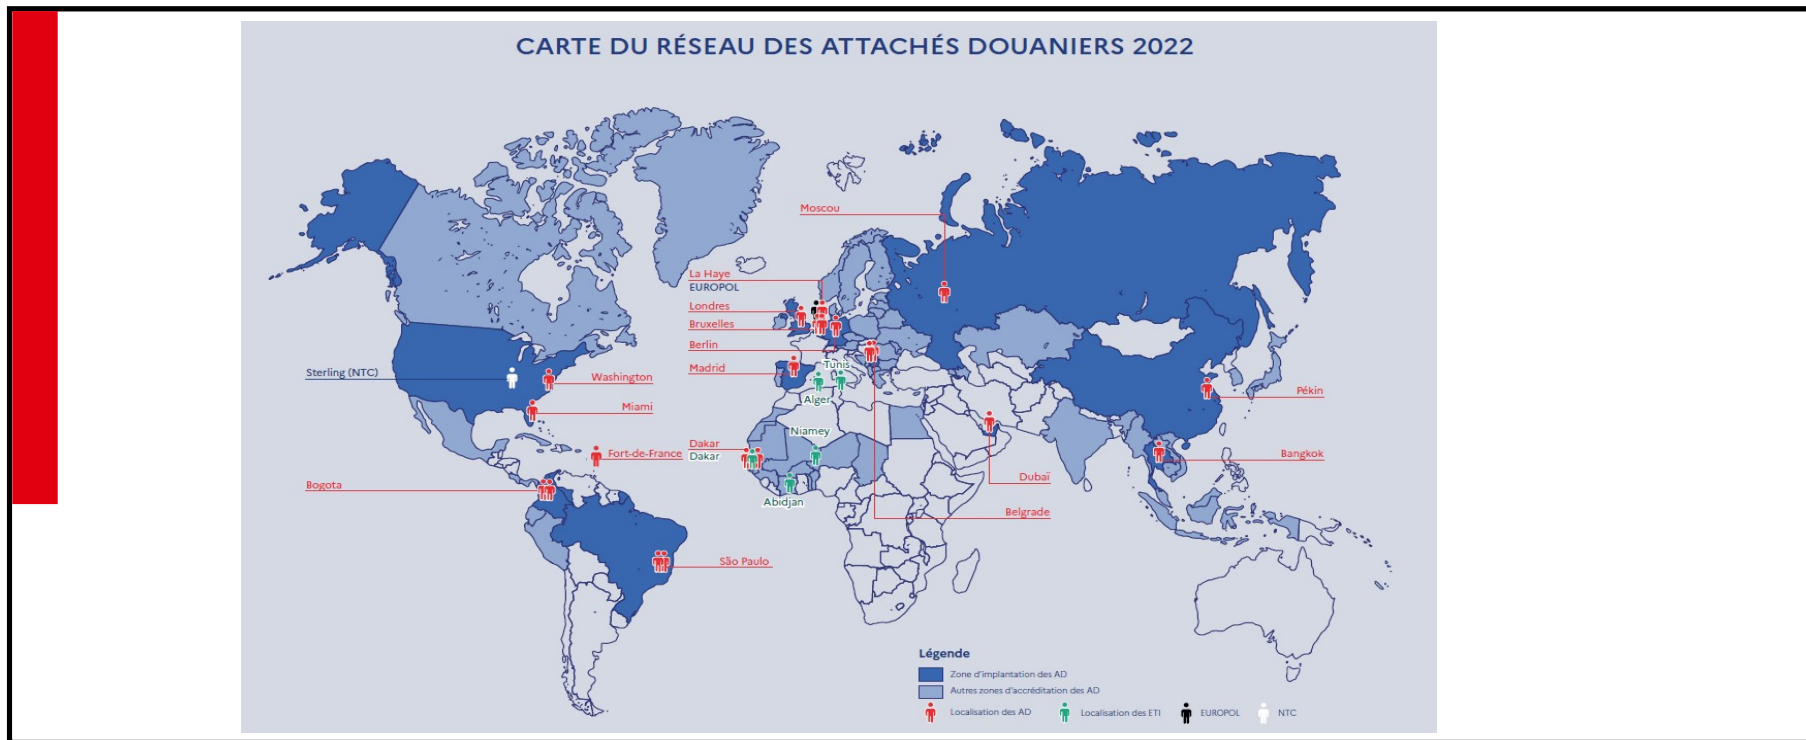 CARTE DU RÉSEAU DES ATTACHÉS DOUANIERS 2022
Moscou
La Haye
EUROPOL
Londres
Bruxelles
Berlin
Madrid
Tunis
Alger
Sterling (NTC)
Washington
Miami
Pékin
Niamey
Dakar
Dakar
Fort-de-France
Bangkok
Bogota
Dubaï
Abidjan
Belgrade
São Paulo
Légende
Zone d'implantation des AD
Autres zones d'accréditation des AD
Localisation des AD
Localisation des ETI
EUROPOL
NTC